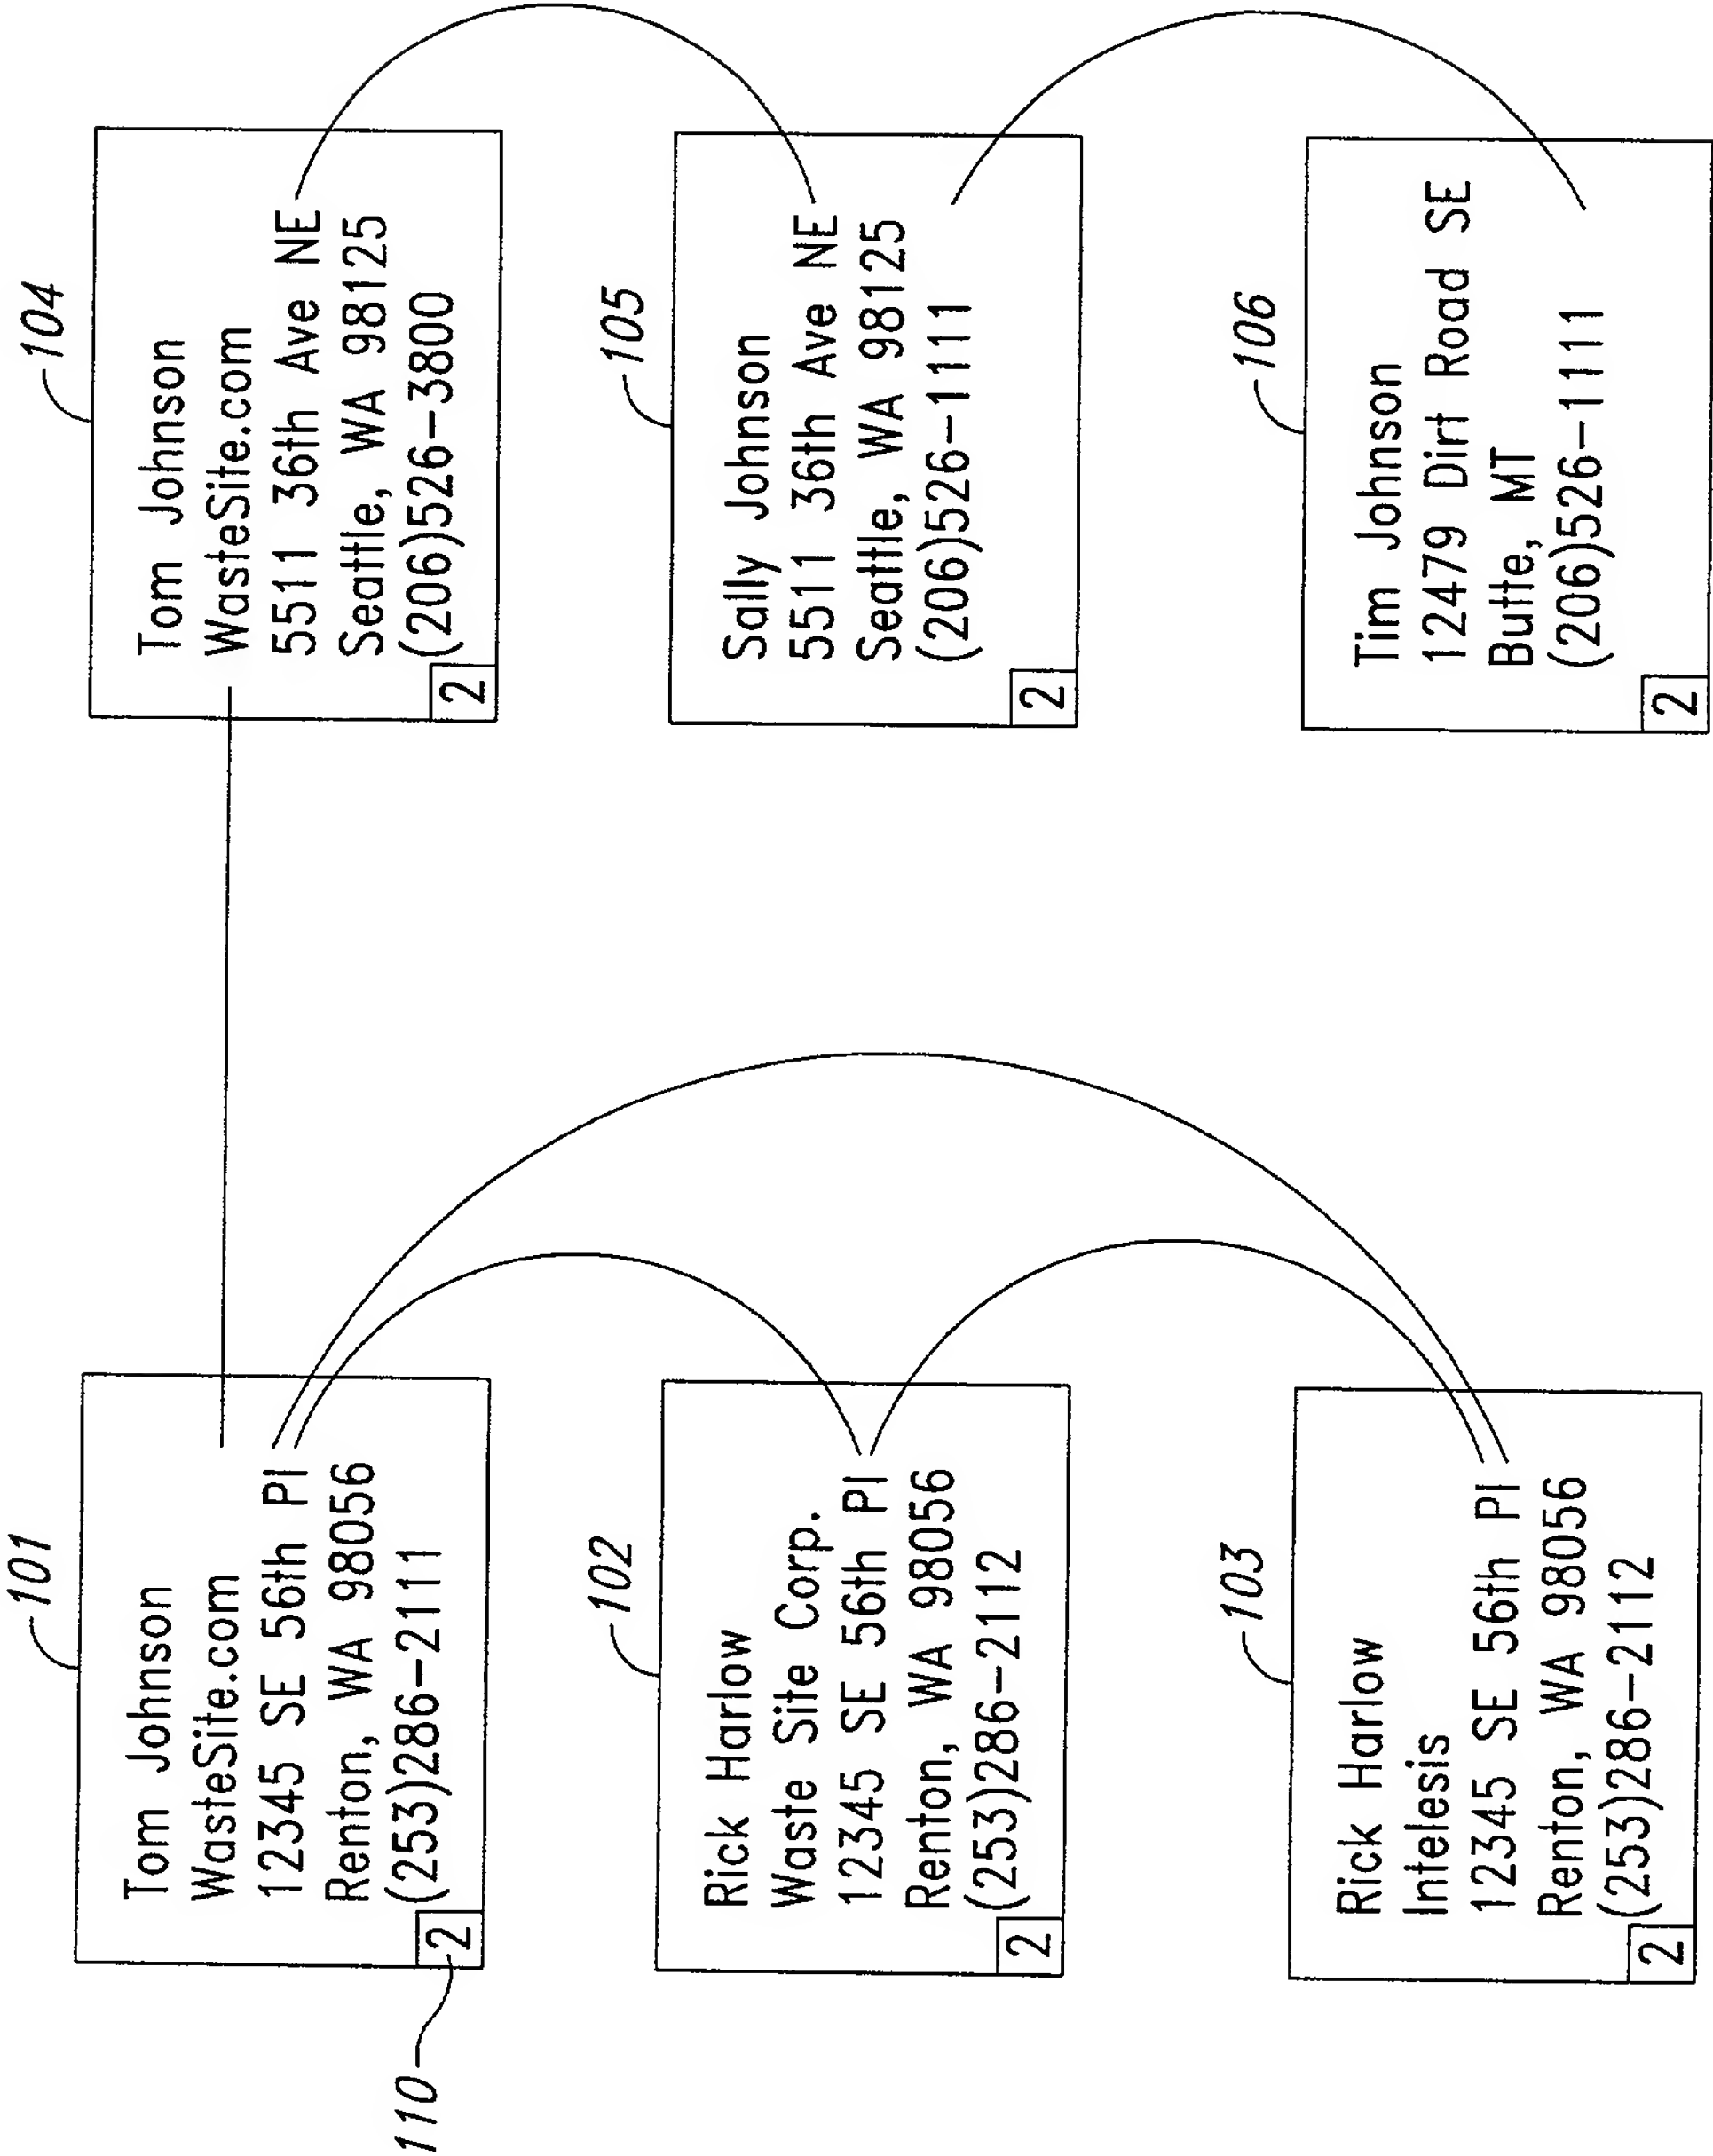 101
Tom Johnson
WasteSite.com
12345 SE 56th Pl
Renton, WA 98056
(253)286-2111
2
110
102
Rick Harlow
Waste Site Corp.
12345 SE 56th Pl
Renton, WA 98056
(253)286-2112
2
103
Rick Harlow
Intelesis
12345 SE 56th Pl
Renton, WA 98056
(253)286-2112
2
104
Tom Johnson
WasteSite.com
5511 36th Ave NE
Seattle, WA 98125
(206)526-3800
2
105
Sally Johnson
5511 36th Ave NE
Seattle, WA 98125
(206)526-1111
2
106
Tim Johnson
12479 Dirt Road SE
Butte, MT
(206)526-1111
2